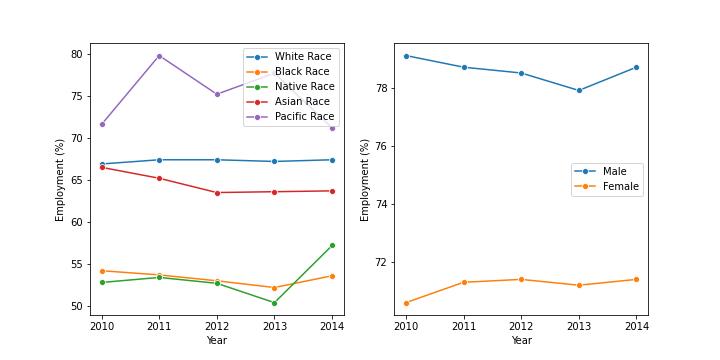 80
75
70
65
60
55
50
Employment (%)
White Race
Black Race
Native Race
Asian Race
Pacific Race
2010 2011 2012 2013 2014
Year
78
76
74
72
Employment (%)
Male
Female
2010 2011 2012 2013 2014
Year